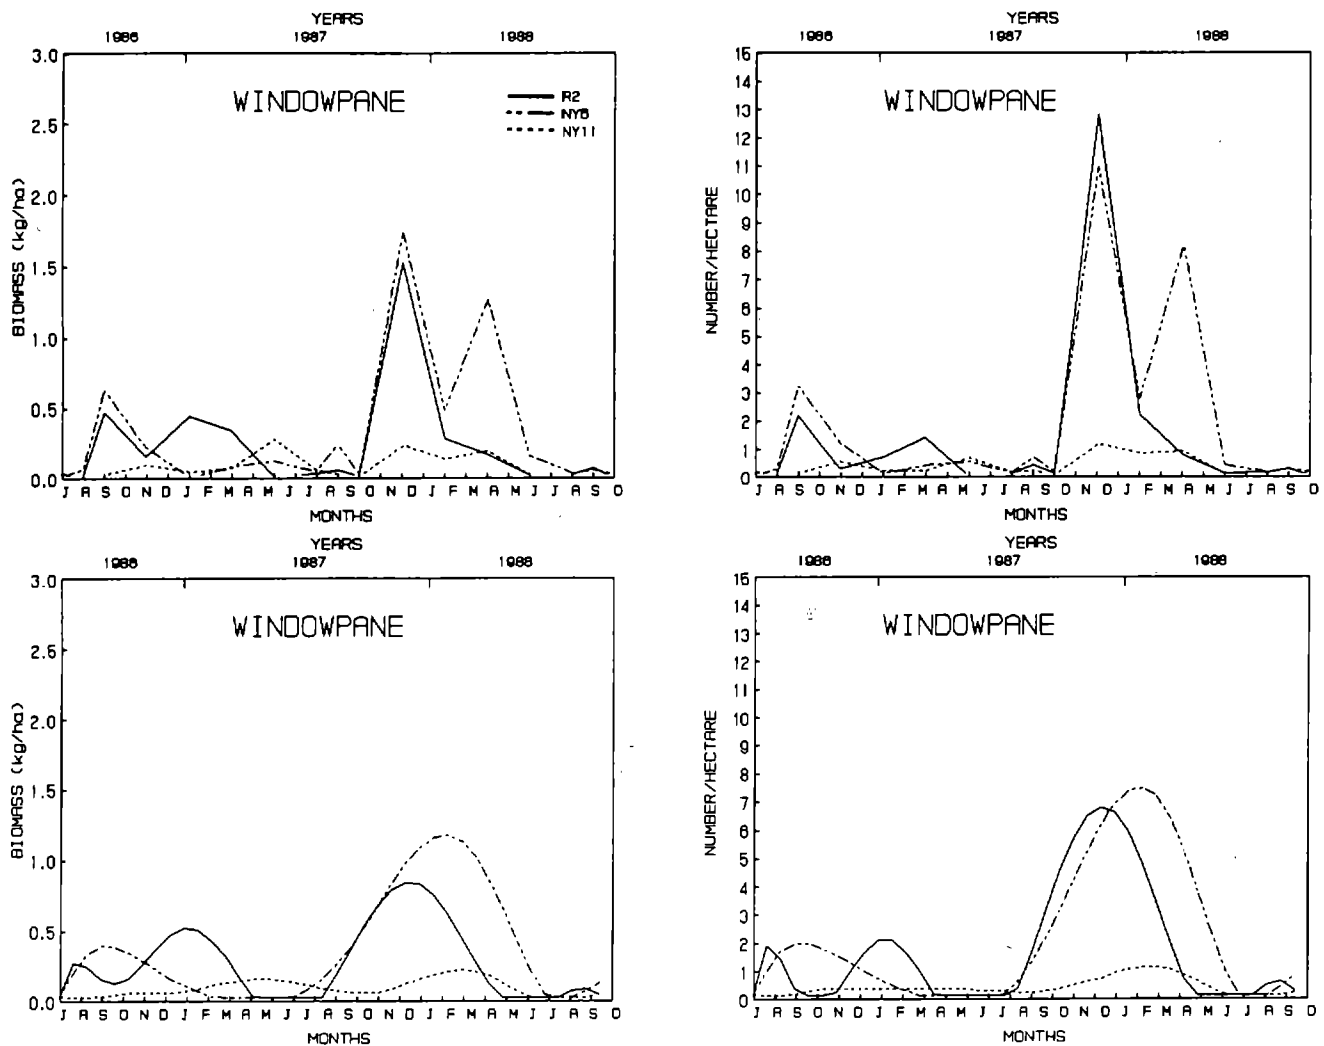 YEARS
1986 1987 1988
3.0
WINDOWPANE
R2
NY6
NY11
2.5
2.0
1.5
1.0
0.5
0.0
BIOMASS (kg/ha)
J A S O N D J F M A M J J A S O N D J F M A M J J A S O
MONTHS
YEARS
1986 1987 1988
15
14
WINDOWPANE
13
12
11
10
9
8
7
6
5
4
3
2
1
0
NUMBER/HECTARE
J A S O N D J F M A M J J A S O N D J F M A M J J A S O
MONTHS
YEARS
1986 1987 1988
3.0
WINDOWPANE
2.5
2.0
1.5
1.0
0.5
0.0
BIOMASS (kg/ha)
J A S O N D J F M A M J J A S O N D J F M A M J J A S O
MONTHS
YEARS
1986 1987 1988
15
14
WINDOWPANE
13
12
11
10
9
8
7
6
5
4
3
2
1
0
NUMBER/HECTARE
J A S O N D J F M A M J J A S O N D J F M A M J J A S O
MONTHS